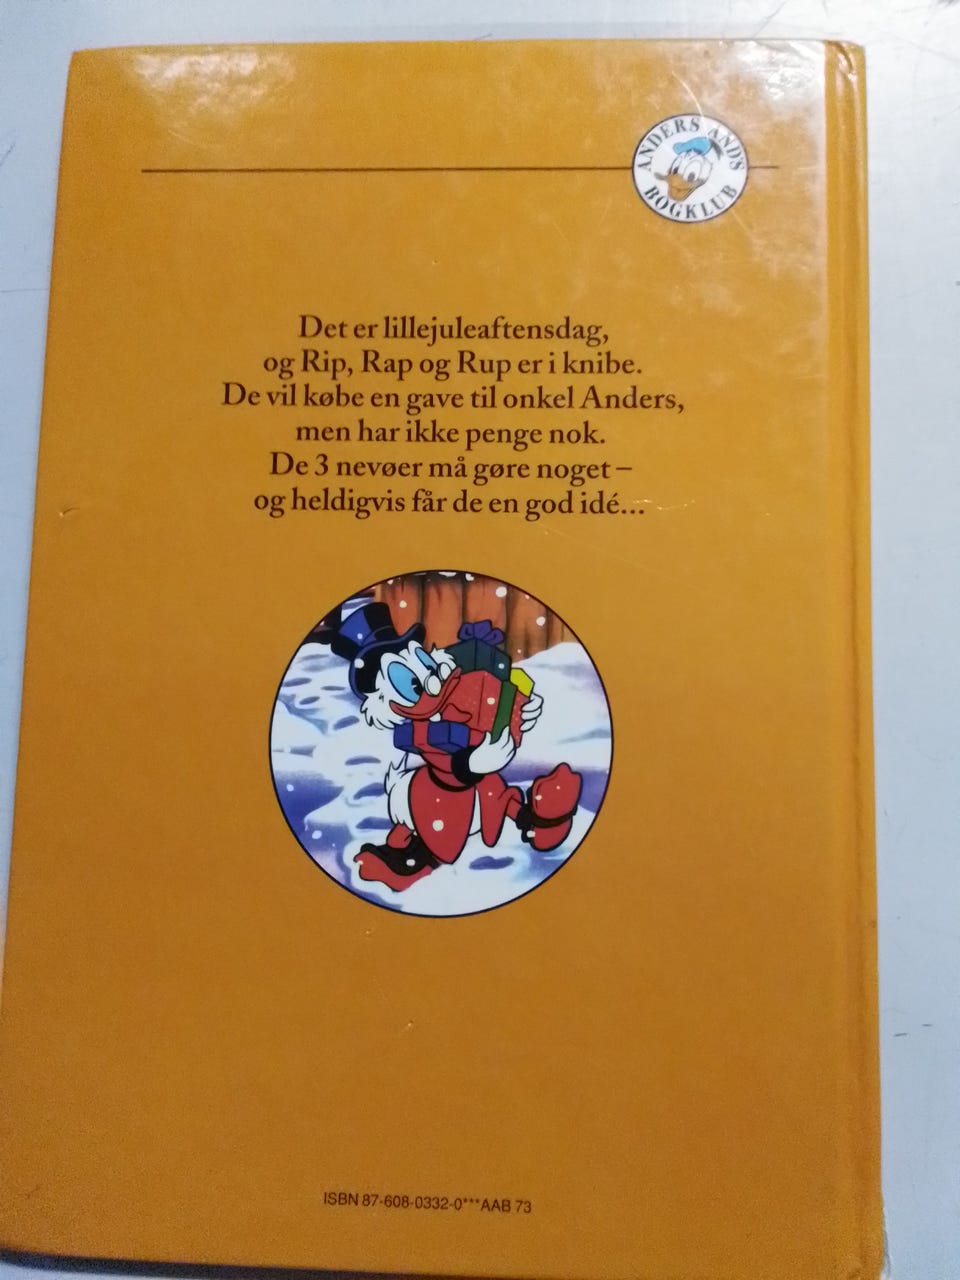 ANDERS AND'S
BOGKLUB
Det er lillejuleaftensdag,
og Rip, Rap og Rup er i knibe.
De vil købe en gave til onkel Anders,
men har ikke penge nok.
De 3 nevøer må gøre noget –
og heldigvis får de en god idé...
ISBN 87-608-0332-0***AAB 73